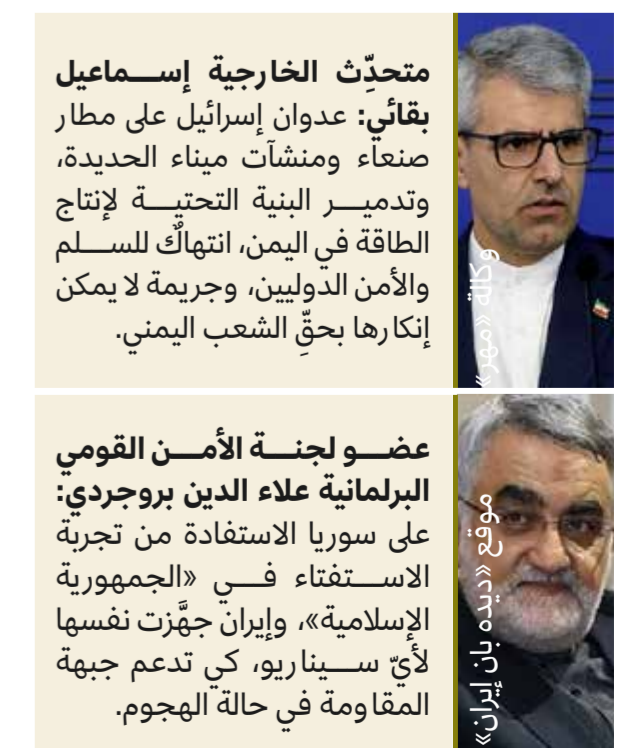 متحدِّث الخارجية إسماعيل
بقائي: عدوان إسرائيل على مطار
صنعاء ومنشآت ميناء الحديدة،
وتدمير البنية التحتية لإنتاج
الطاقة في اليمن، انتهاكٌ للسلم
والأمن الدوليين، وجريمة لا يمكن
إنكارها بحقِّ الشعب اليمني.
وكالة «مهر»
عضو لجنة الأمن القومي
البرلمانية علاء الدين بروجردي:
على سوريا الاستفادة من تجربة
الاستفتاء في «الجمهورية
الإسلامية»، وإيران جهَّزت نفسها
لأيّ سيناريو، كي تدعم جبهة
المقاومة في حالة الهجوم.
موقع «ديده بان إيران»